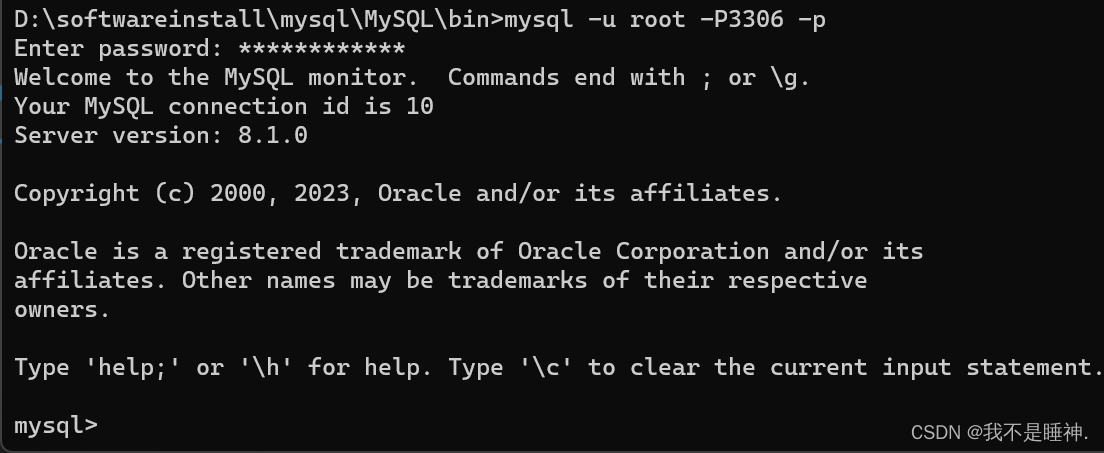 D:\softwareinstall\mysql\MySQL\bin>mysql -u root -P3306 -p
Enter password: ************
Welcome to the MySQL monitor.  Commands end with ; or \g.
Your MySQL connection id is 10
Server version: 8.1.0
Copyright (c) 2000, 2023, Oracle and/or its affiliates.
Oracle is a registered trademark of Oracle Corporation and/or its
affiliates. Other names may be trademarks of their respective
owners.
Type 'help;' or '\h' for help. Type '\c' to clear the current input statement.
mysql>
CSDN @我不是睡神.